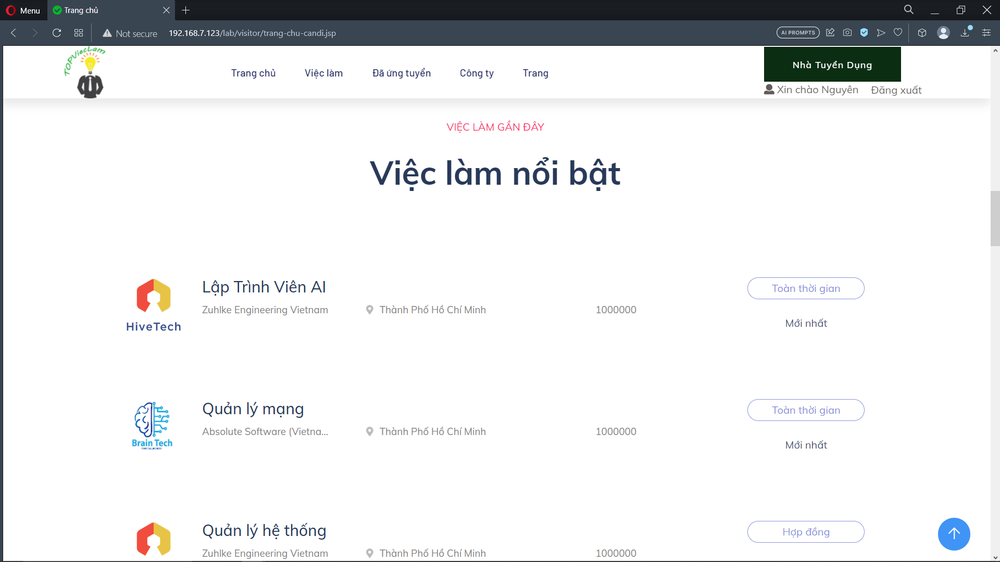 Menu
Trang chủ
Not secure
192.168.7.123/lab/visitor/trang-chu-candi.jsp
AI PROMPTS
TOPViecLam
Trang chủ
Việc làm
Đã ứng tuyển
Công ty
Trang
Nhà Tuyển Dụng
Xin chào Nguyên
Đăng xuất
VIỆC LÀM GẦN ĐÂY
Việc làm nổi bật
HiveTech
Lập Trình Viên AI
Zuhlke Engineering Vietnam
Thành Phố Hồ Chí Minh
1000000
Toàn thời gian
Mới nhất
Brain Tech
Quản lý mạng
Absolute Software (Vietna...
Thành Phố Hồ Chí Minh
1000000
Toàn thời gian
Mới nhất
Quản lý hệ thống
Zuhlke Engineering Vietnam
Thành Phố Hồ Chí Minh
1000000
Hợp đồng